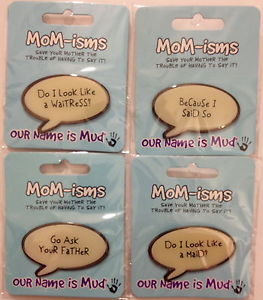 MOM-isms
SAVE YOUR MOTHER THE
TROUBLE OF HAVING TO SAY IT!
Do I Look Like
a WaiTRESS!
OUR NAME is MUD
MOM-isms
SAVE YOUR MOTHER THE
TROUBLE OF HAVING TO SAY IT!
BeCauSe I
SaiD So
OUR NAME is MUD
MOM-isms
SAVE YOUR MOTHER THE
TROUBLE OF HAVING TO SAY IT!
Go Ask
YouR FaTHeR
OUR NAME is MUD
MOM-isms
SAVE YOUR MOTHER THE
TROUBLE OF HAVING TO SAY IT!
Do I Look Like
a MaiD?
OUR NAME is MUD